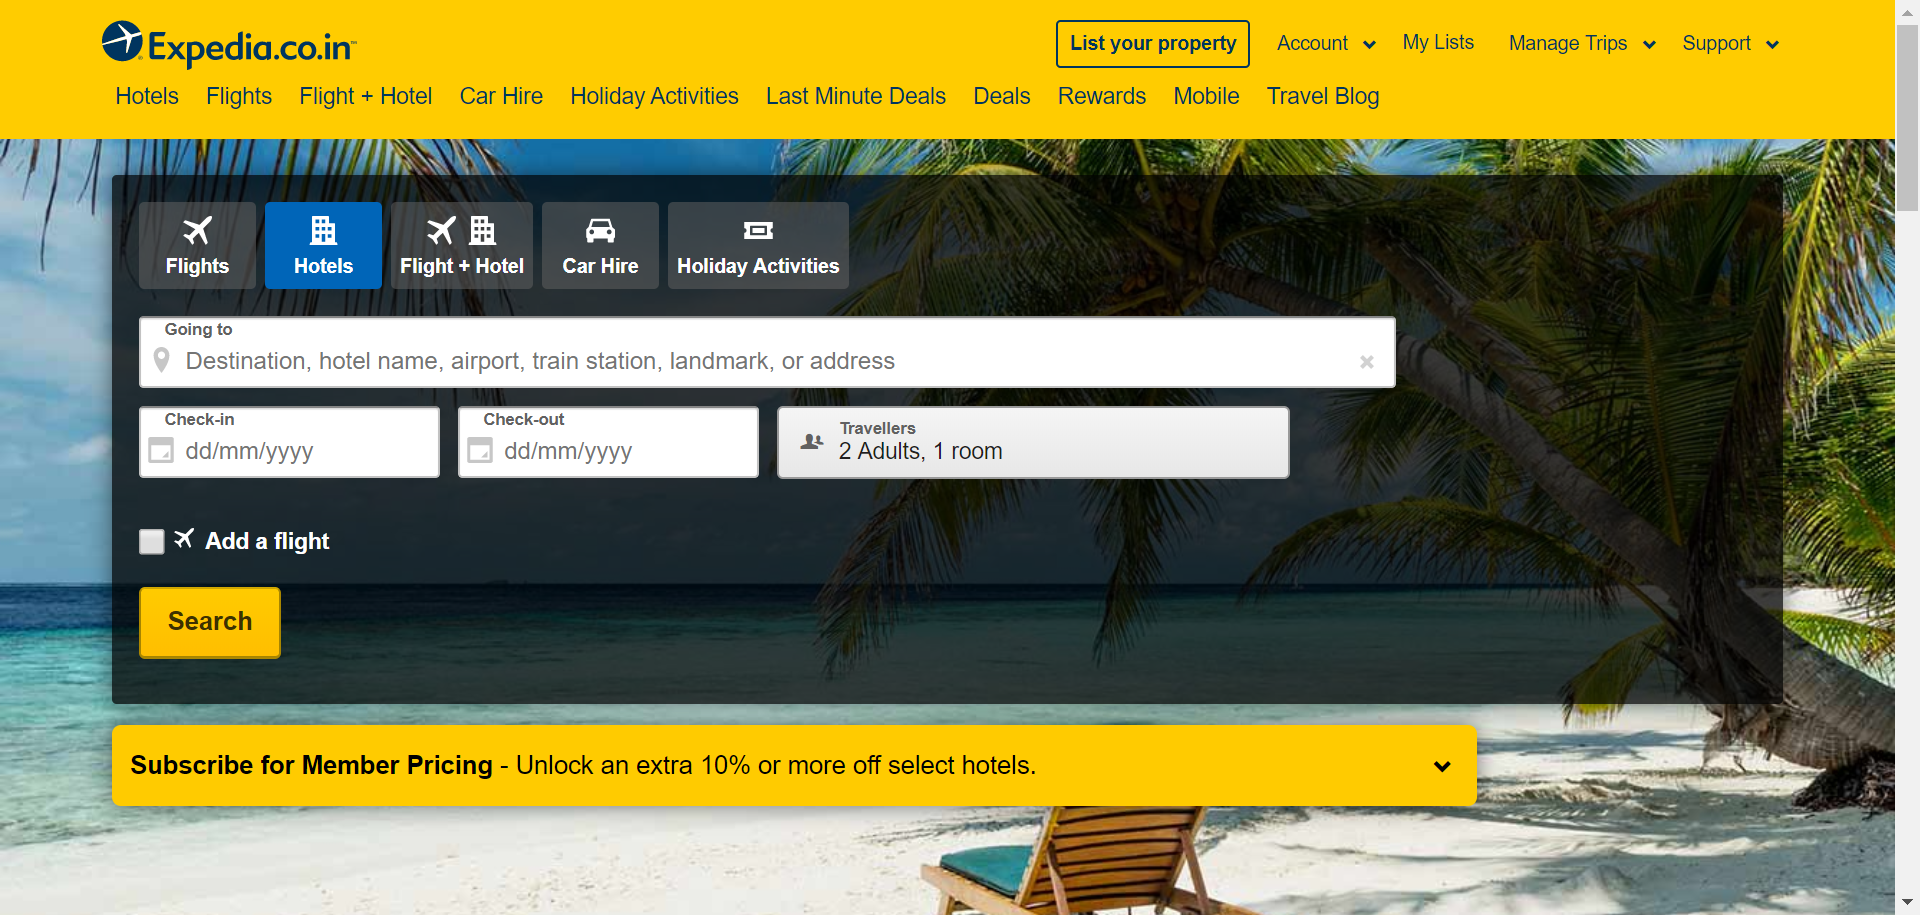 Expedia.co.in™
List your property
Account
My Lists
Manage Trips
Support
Hotels
Flights
Flight + Hotel
Car Hire
Holiday Activities
Last Minute Deals
Deals
Rewards
Mobile
Travel Blog
Flights
Hotels
Flight + Hotel
Car Hire
Holiday Activities
Going to
Destination, hotel name, airport, train station, landmark, or address
Check-in
dd/mm/yyyy
Check-out
dd/mm/yyyy
Travellers
2 Adults, 1 room
Add a flight
Search
Subscribe for Member Pricing - Unlock an extra 10% or more off select hotels.